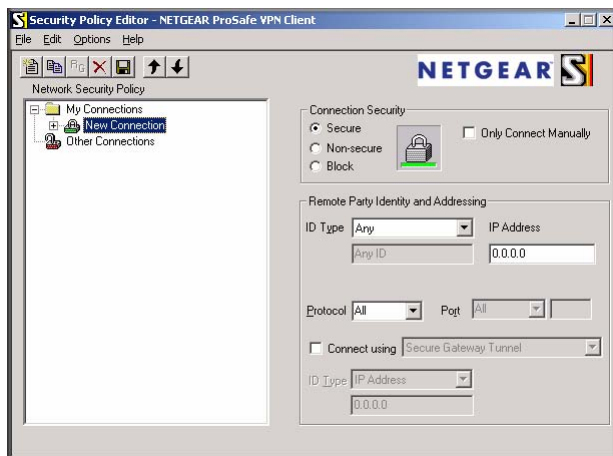 Security Policy Editor - NETGEAR ProSafe VPN Client
File Edit Options Help
NETGEAR
Network Security Policy
My Connections
New Connection
Other Connections
Connection Security
Secure
Non-secure
Block
Only Connect Manually
Remote Party Identity and Addressing
ID Type Any IP Address
Any ID 0.0.0.0
Protocol All Port All
Connect using Secure Gateway Tunnel
ID Type IP Address
0.0.0.0